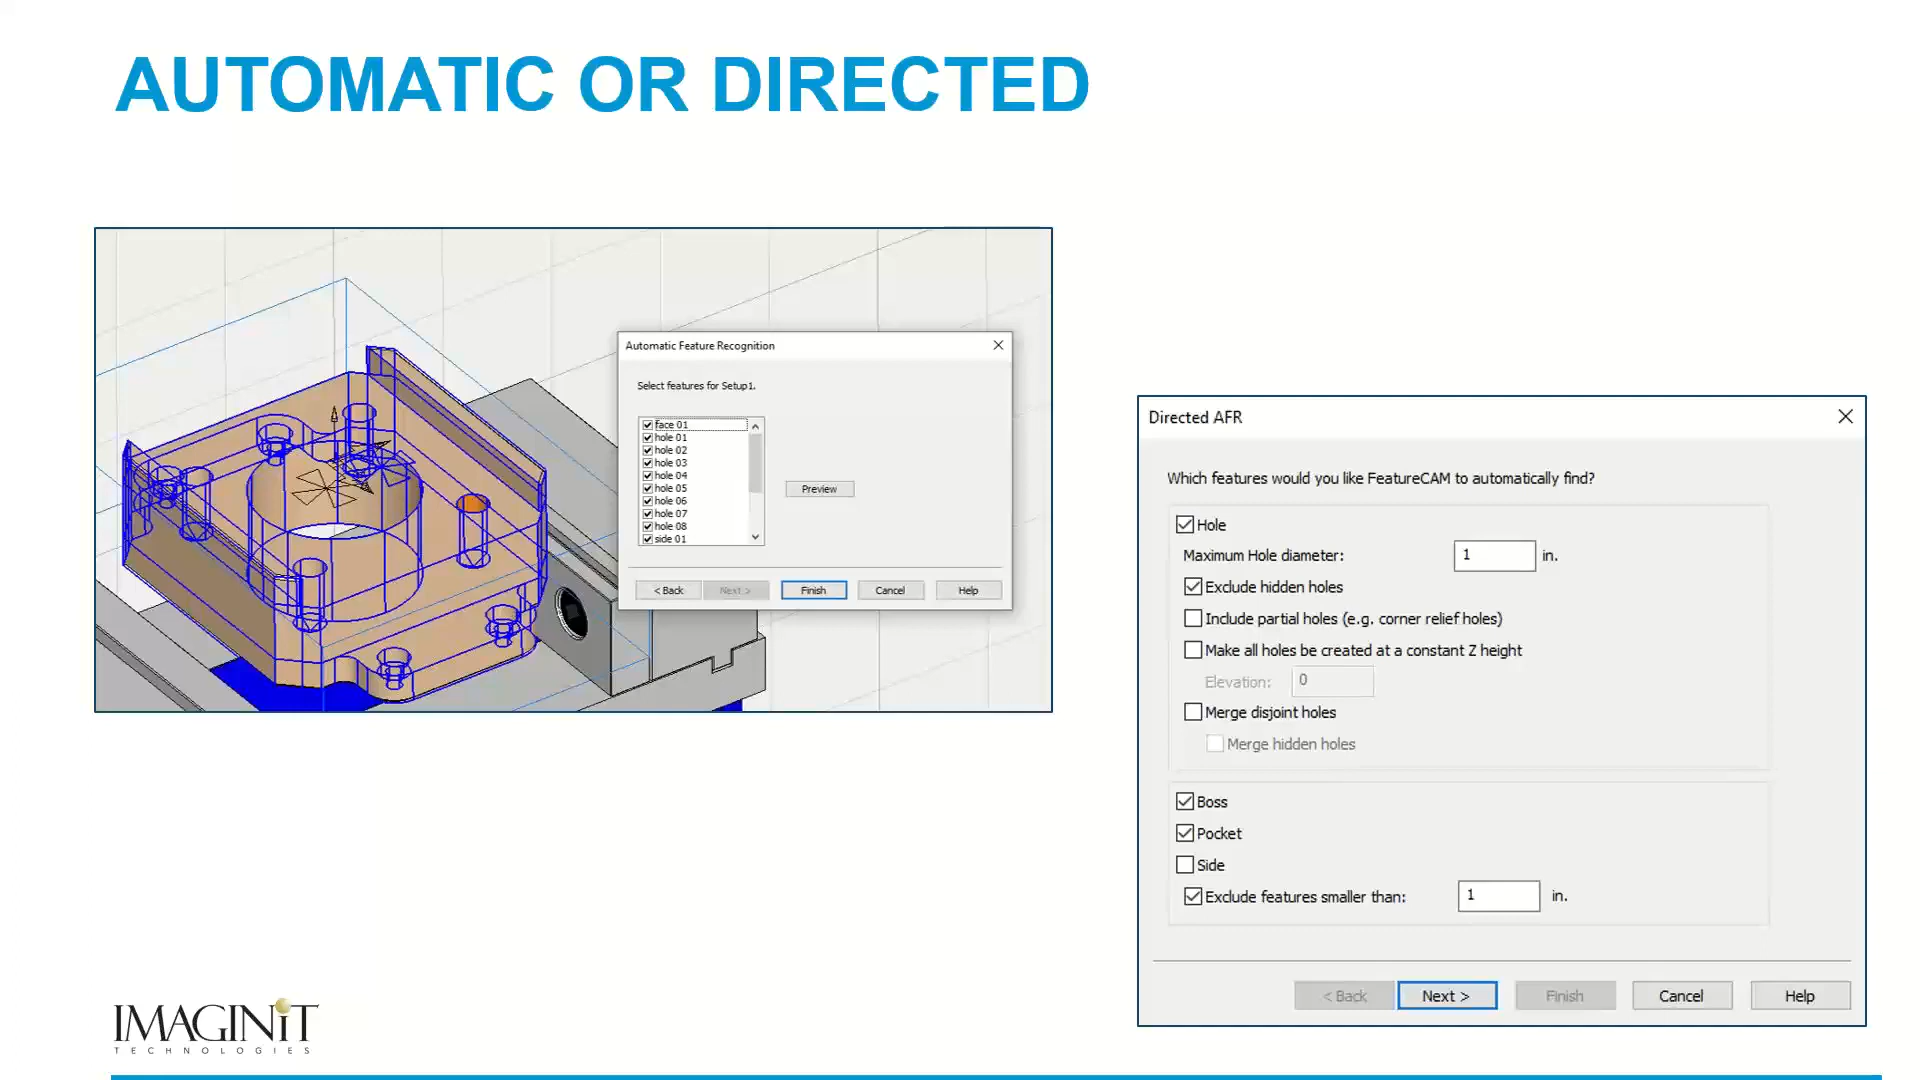 AUTOMATIC OR DIRECTED
Automatic Feature Recognition
Select features for Setup1.
face 01
hole 01
hole 02
hole 03
hole 04
hole 05
hole 06
hole 07
hole 08
side 01
Preview
< Back Next > Finish Cancel Help
Directed AFR
Which features would you like FeatureCAM to automatically find?
Hole
Maximum Hole diameter: 1 in.
Exclude hidden holes
Include partial holes (e.g. corner relief holes)
Make all holes be created at a constant Z height
Elevation: 0
Merge disjoint holes
Merge hidden holes
Boss
Pocket
Side
Exclude features smaller than: 1 in.
< Back Next > Finish Cancel Help
IMAGINiT
TECHNOLOGIES